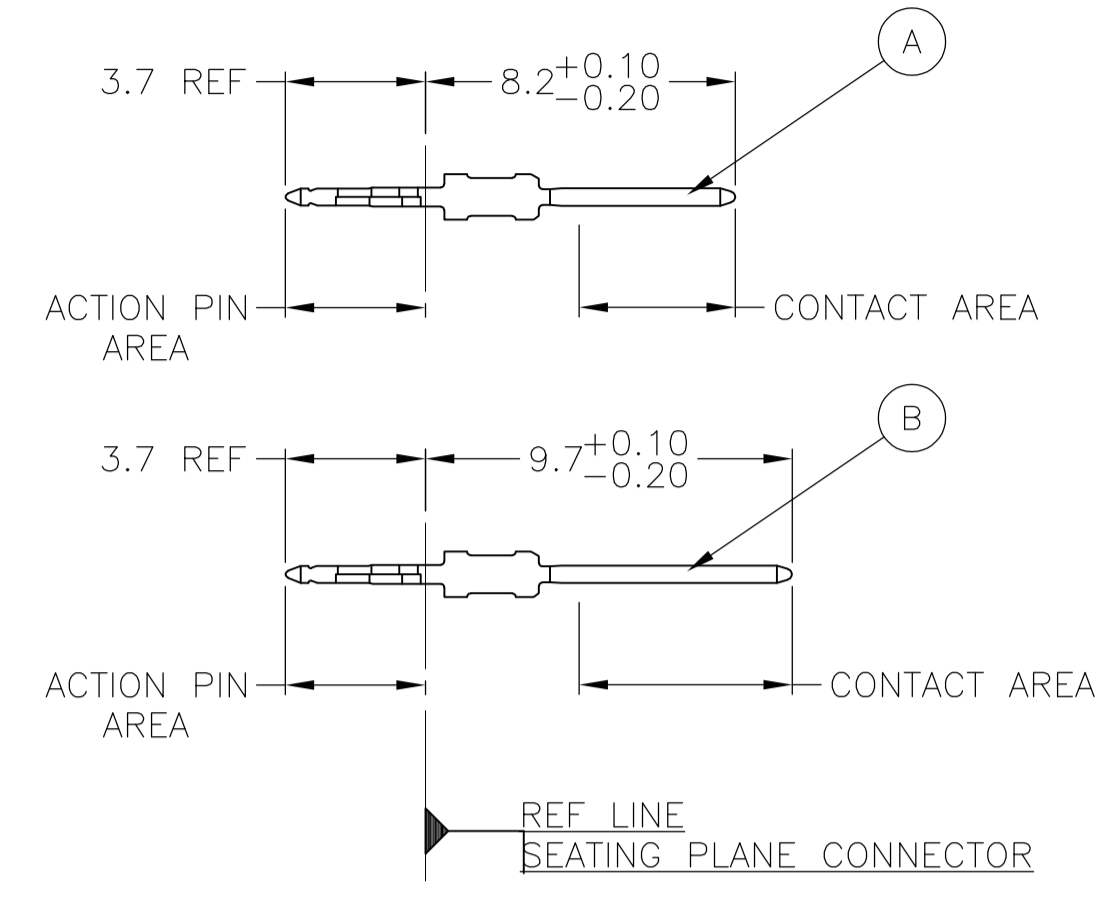 A
3.7 REF
8.2 +0.10
-0.20
ACTION PIN
AREA
CONTACT AREA
B
3.7 REF
9.7 +0.10
-0.20
ACTION PIN
AREA
CONTACT AREA
REF LINE
SEATING PLANE CONNECTOR